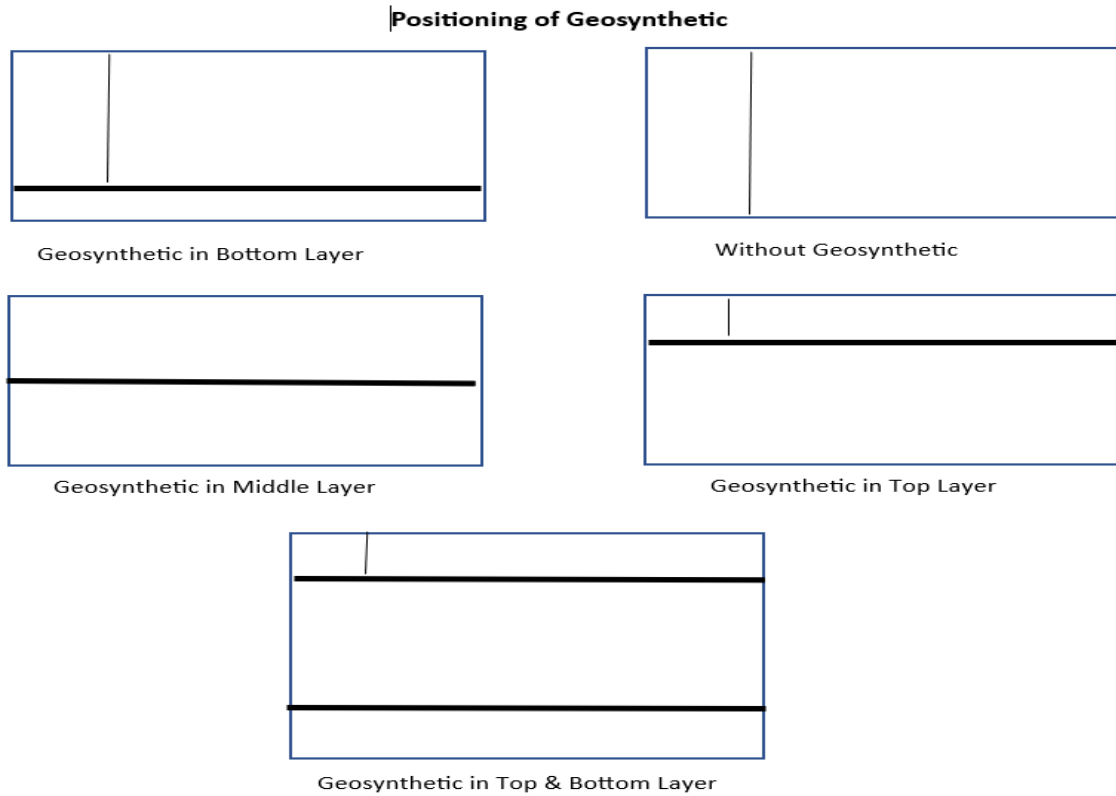 Positioning of Geosynthetic
Geosynthetic in Bottom Layer
Without Geosynthetic
Geosynthetic in Middle Layer
Geosynthetic in Top Layer
Geosynthetic in Top & Bottom Layer